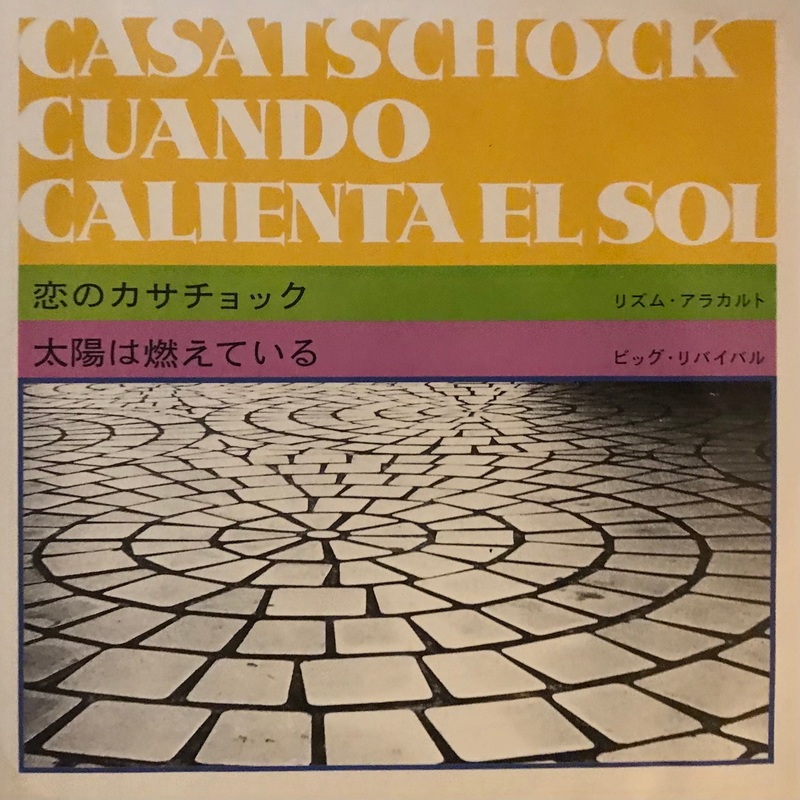 CASATSCHOCK
CUANDO
CALIENTA EL SOL
恋のカサチョック リズム・アラカルト
太陽は燃えている ビッグ・リバイバル